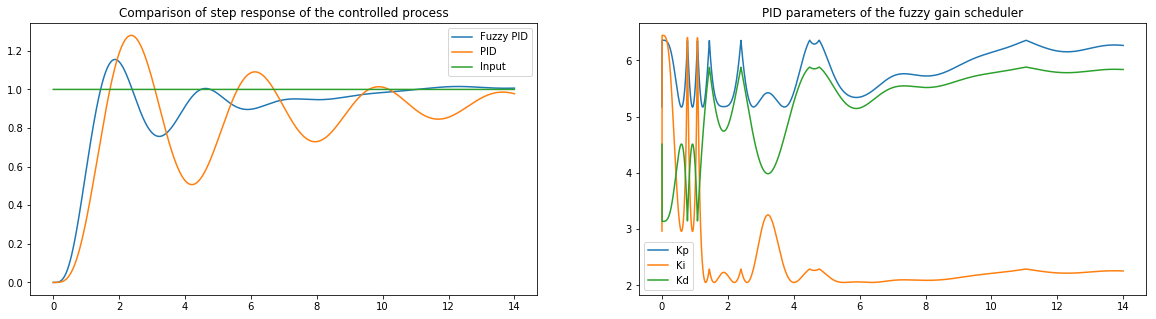 Comparison of step response of the controlled process
Fuzzy PID
PID
Input
1.2
1.0
0.8
0.6
0.4
0.2
0.0
0 2 4 6 8 10 12 14
PID parameters of the fuzzy gain scheduler
6
5
4
3
2
Kp
Ki
Kd
0 2 4 6 8 10 12 14